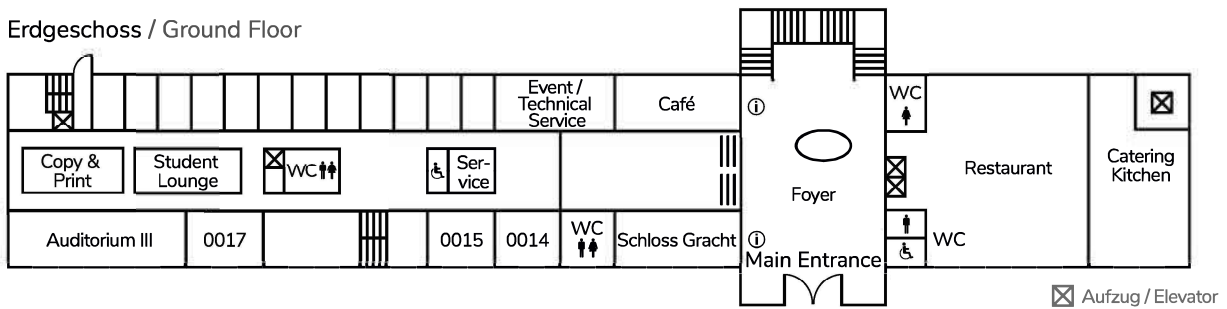 Erdgeschoss / Ground Floor
Event /
Technical
Service
Café
WC
Copy &
Print
Student
Lounge
WC
Ser-
vice
Foyer
Restaurant
Catering
Kitchen
Auditorium III
0017
0015
0014
WC
Schloss Gracht
Main Entrance
WC
Aufzug / Elevator